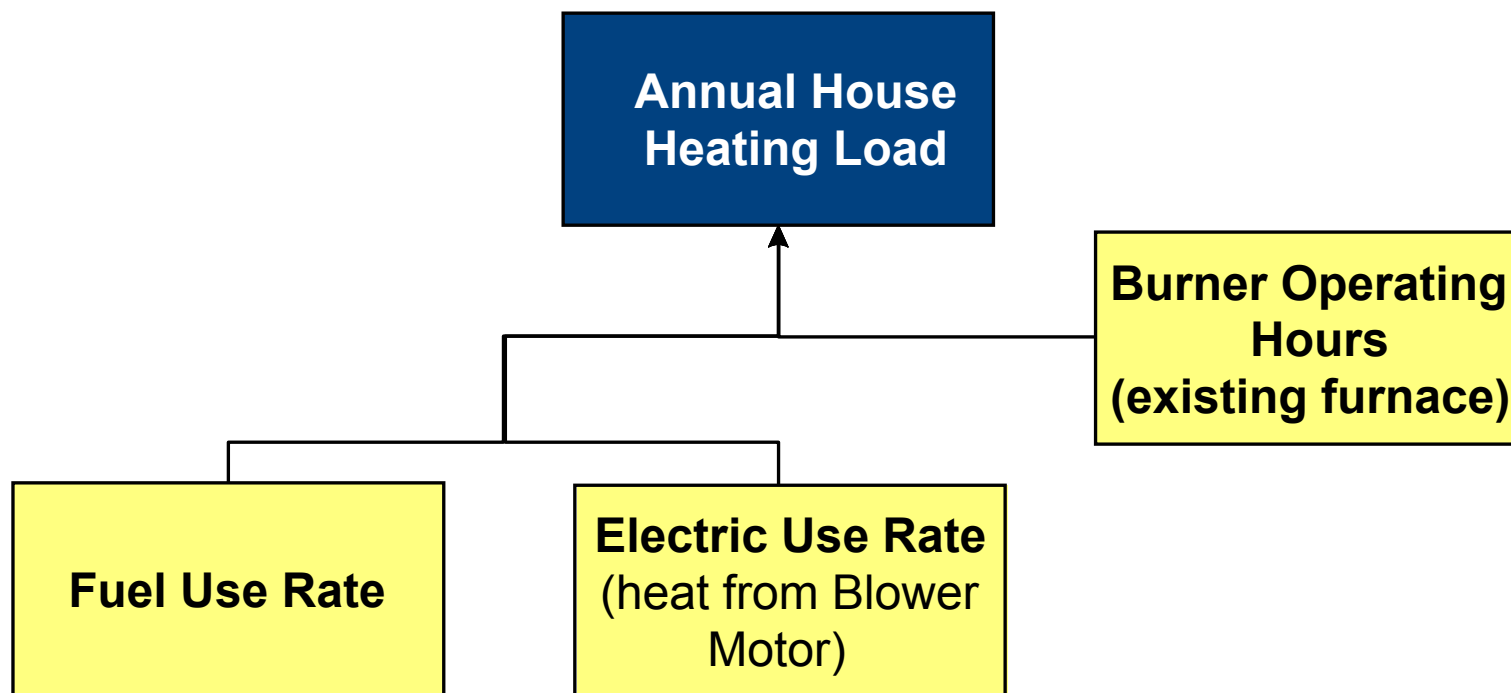 Annual House
Heating Load
Burner Operating
Hours
(existing furnace)
Fuel Use Rate
Electric Use Rate
(heat from Blower
Motor)